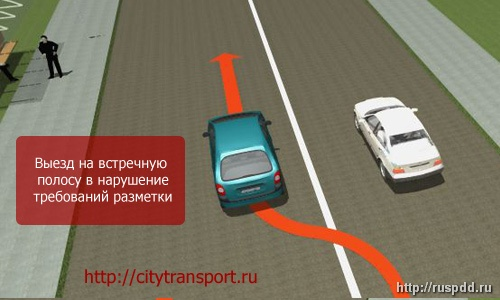 Выезд на встречную
полосу в нарушение
требований разметки
http://citytransport.ru
http://ruspdd.ru